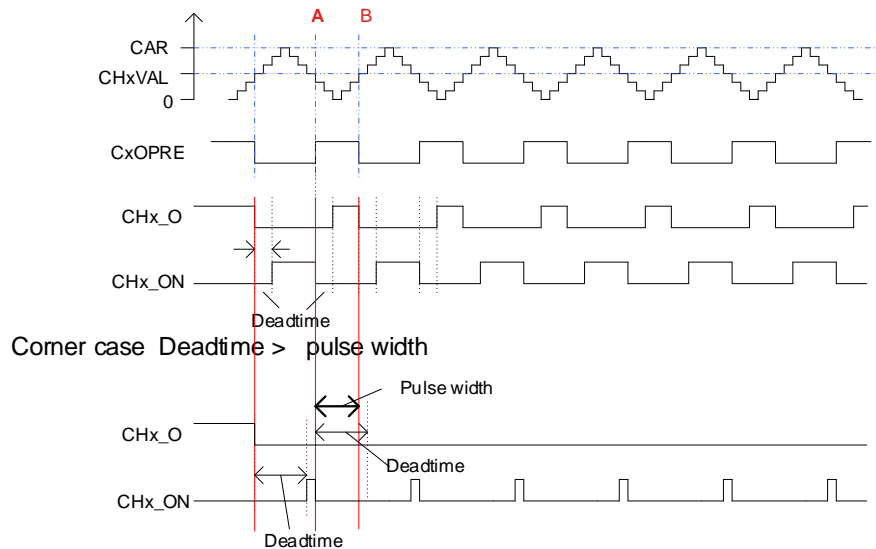 A B
CAR
CHxVAL
0
CxOPRE
CHx_O
CHx_ON
Deadtime
Corner case Deadtime > pulse width
Pulse width
CHx_O
Deadtime
CHx_ON
Deadtime